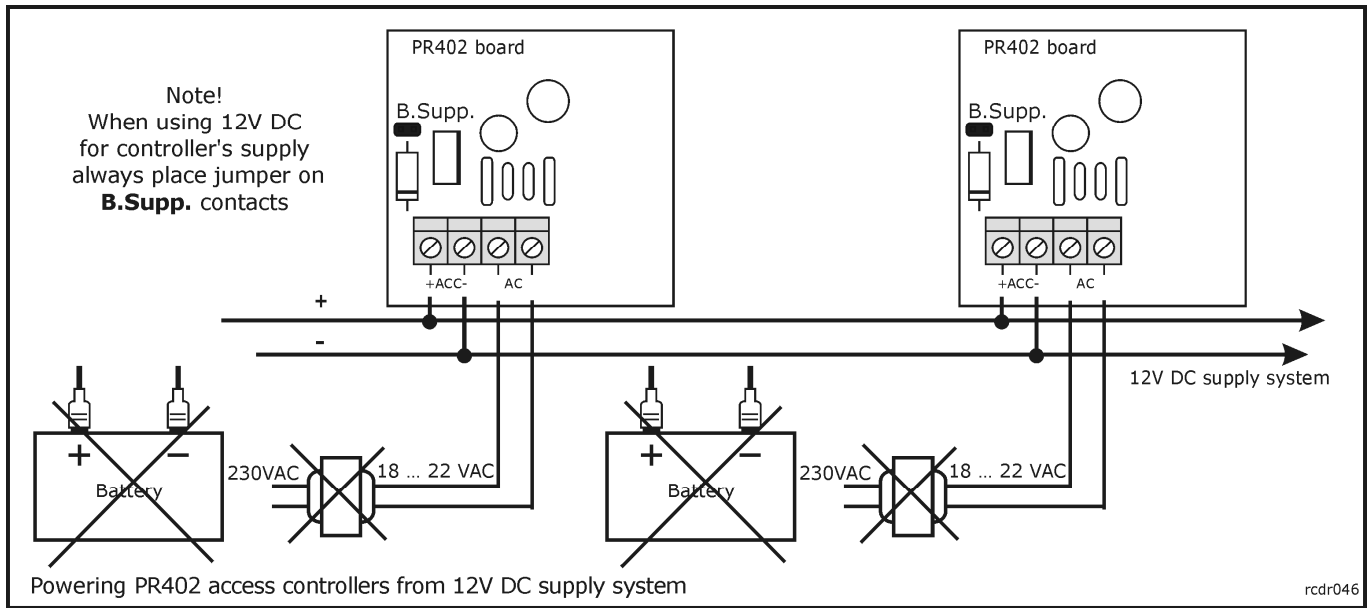 PR402 board
PR402 board
Note!
When using 12V DC
for controller's supply
always place jumper on
B.Supp. contacts
B.Supp.
B.Supp.
+ACC-
AC
+ACC-
AC
+
-
12V DC supply system
+ −
Battery
230VAC
18 ... 22 VAC
+ −
Battery
230VAC
18 ... 22 VAC
Powering PR402 access controllers from 12V DC supply system
rcdr046